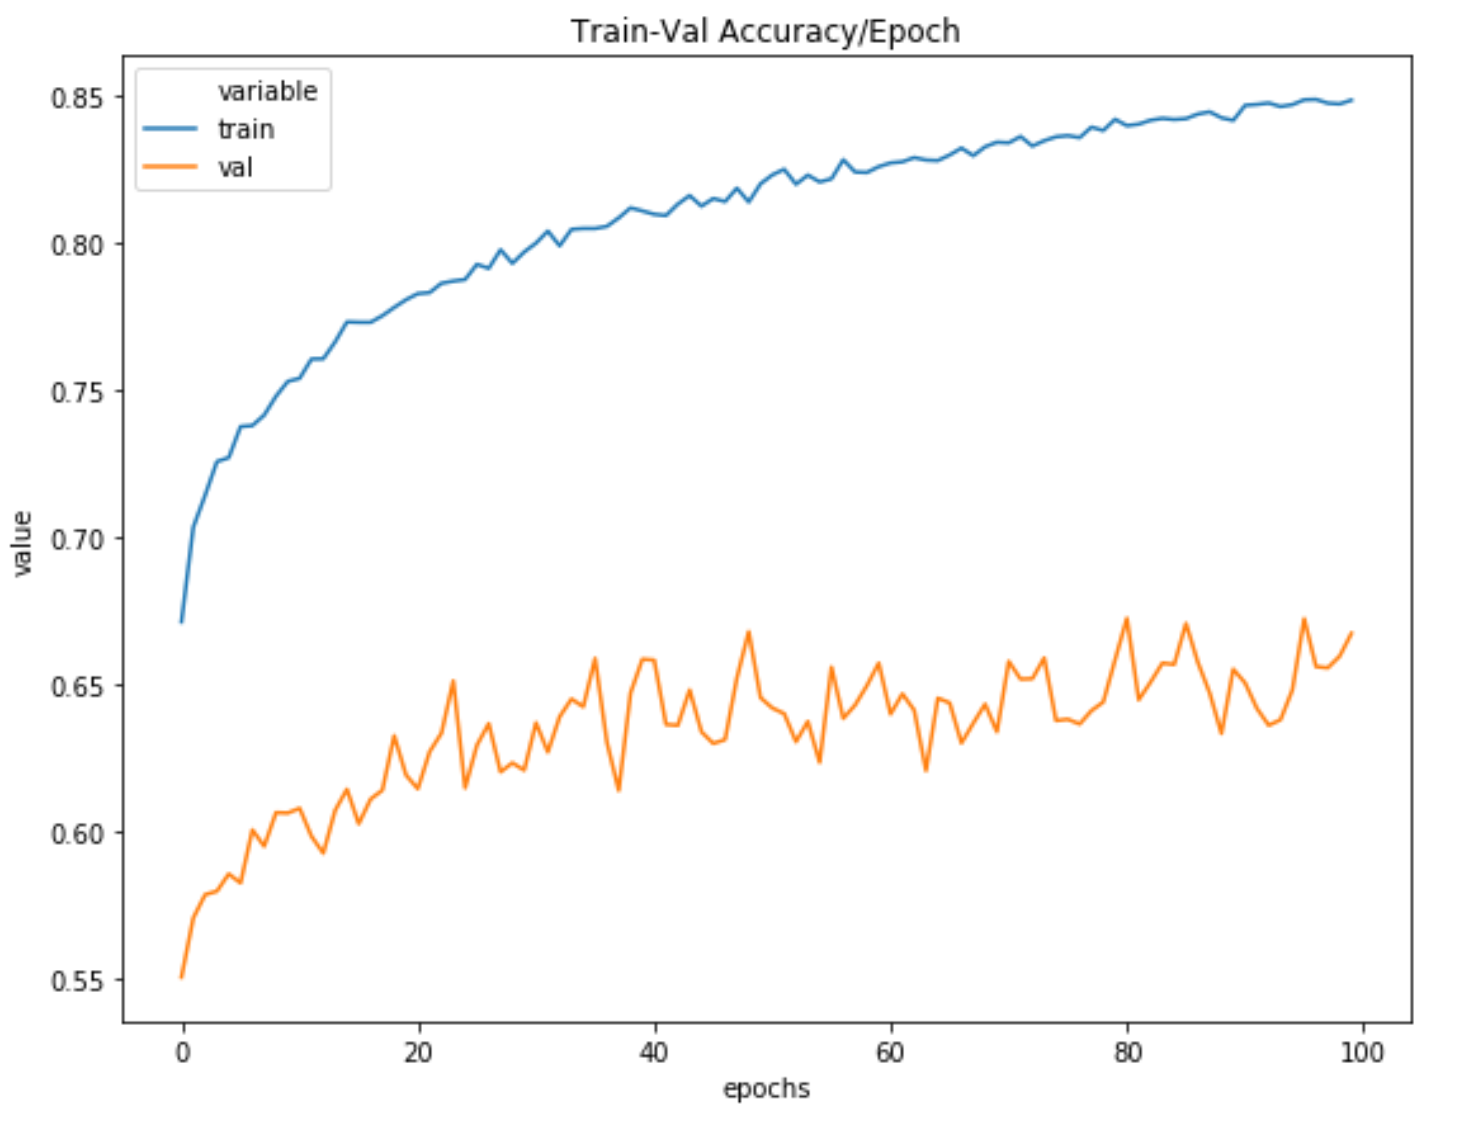 Train-Val Accuracy/Epoch
variable
train
val
0.85
0.80
0.75
0.70
0.65
0.60
0.55
value
0 20 40 60 80 100
epochs